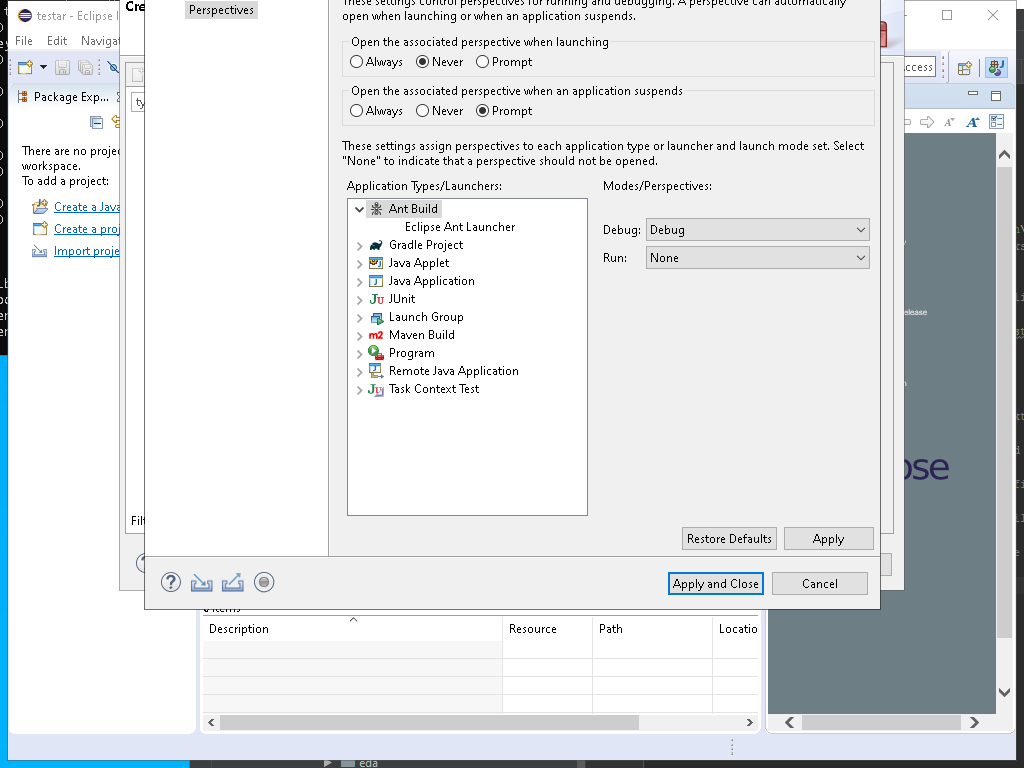 testar - Eclipse I
Cre
File Edit Navigat
Package Exp...
There are no proje
workspace.
To add a project:
Create a Java
Create a proj
Import proje
ty
Filt
Perspectives
These settings control perspectives for running and debugging. A perspective can automatically
open when launching or when an application suspends.
Open the associated perspective when launching
Always Never Prompt
Open the associated perspective when an application suspends
Always Never Prompt
These settings assign perspectives to each application type or launcher and launch mode set. Select
"None" to indicate that a perspective should not be opened.
Application Types/Launchers:
Modes/Perspectives:
Ant Build
Eclipse Ant Launcher
Gradle Project
Java Applet
Java Application
JUnit
Launch Group
Maven Build
Program
Remote Java Application
Task Context Test
Debug: Debug
Run: None
Restore Defaults Apply
Apply and Close Cancel
ccess
elease
ose
0 items
Description Resource Path Locatio
eda